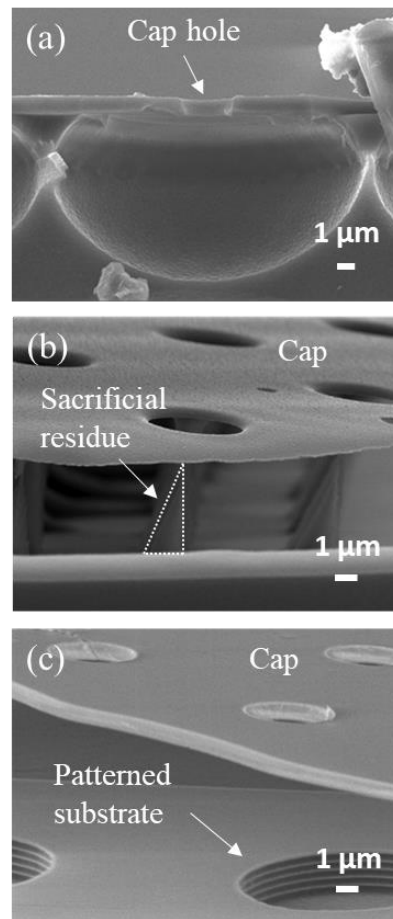 (a)
Cap hole
1 μm
(b)
Cap
Sacrificial
residue
1 μm
(c)
Cap
Patterned
substrate
1 μm